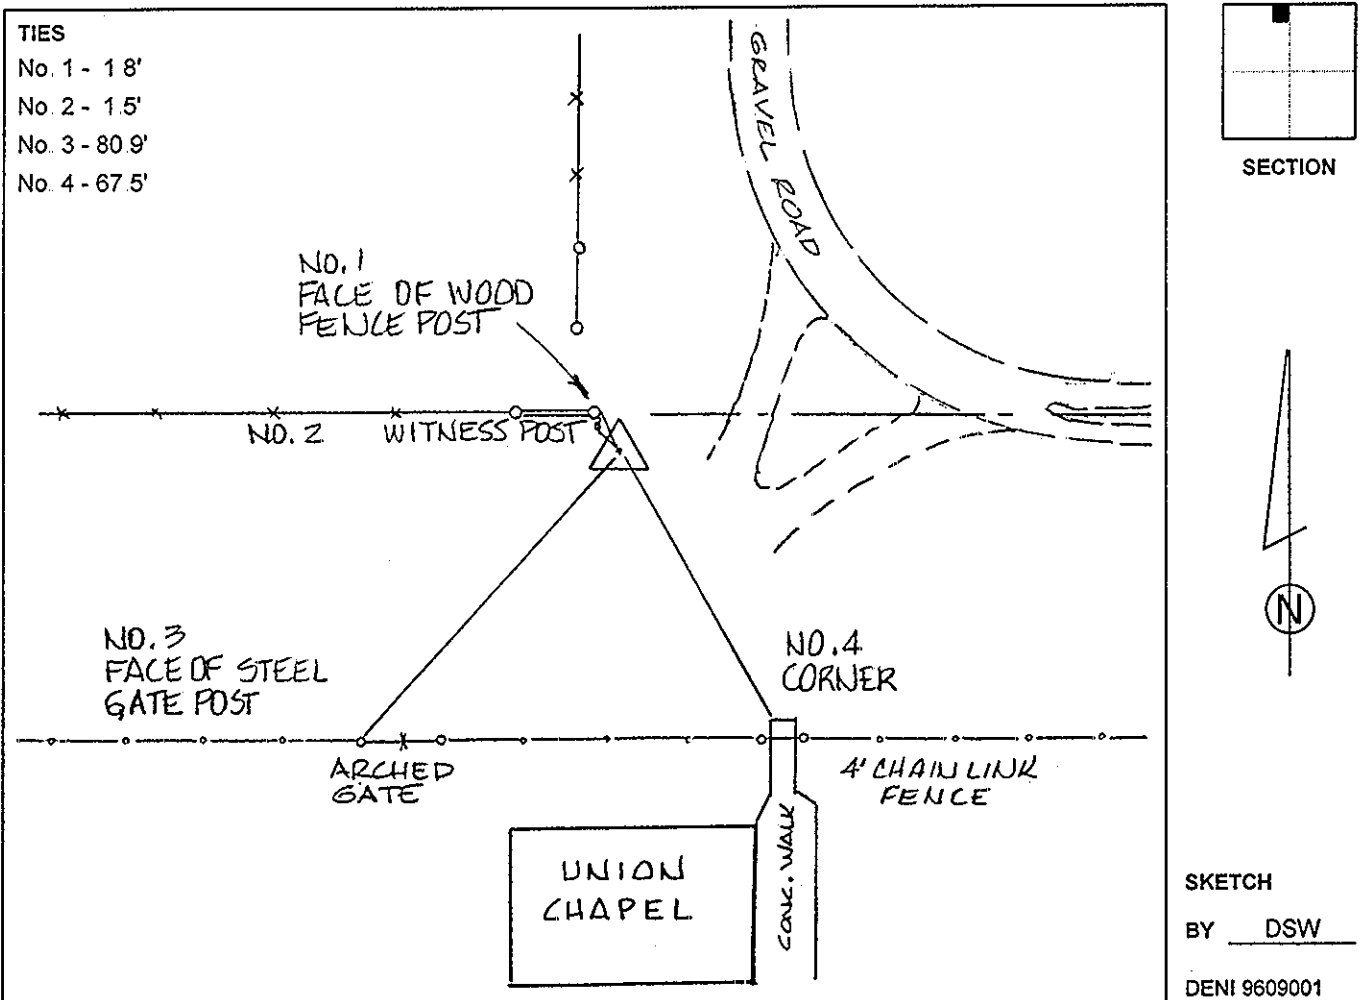 TIES
No. 1 - 1 8'
No. 2 - 1.5'
No. 3 - 80.9'
No. 4 - 67.5'
GRAVEL ROAD
SECTION
NO. 1
FACE OF WOOD
FENCE POST
NO. 2 WITNESS POST
N
NO. 3
FACE OF STEEL
GATE POST
NO. 4
CORNER
ARCHED
GATE
4' CHAIN LINK
FENCE
UNION
CHAPEL
CONC. WALK
SKETCH
BY DSW
DENI 9609001